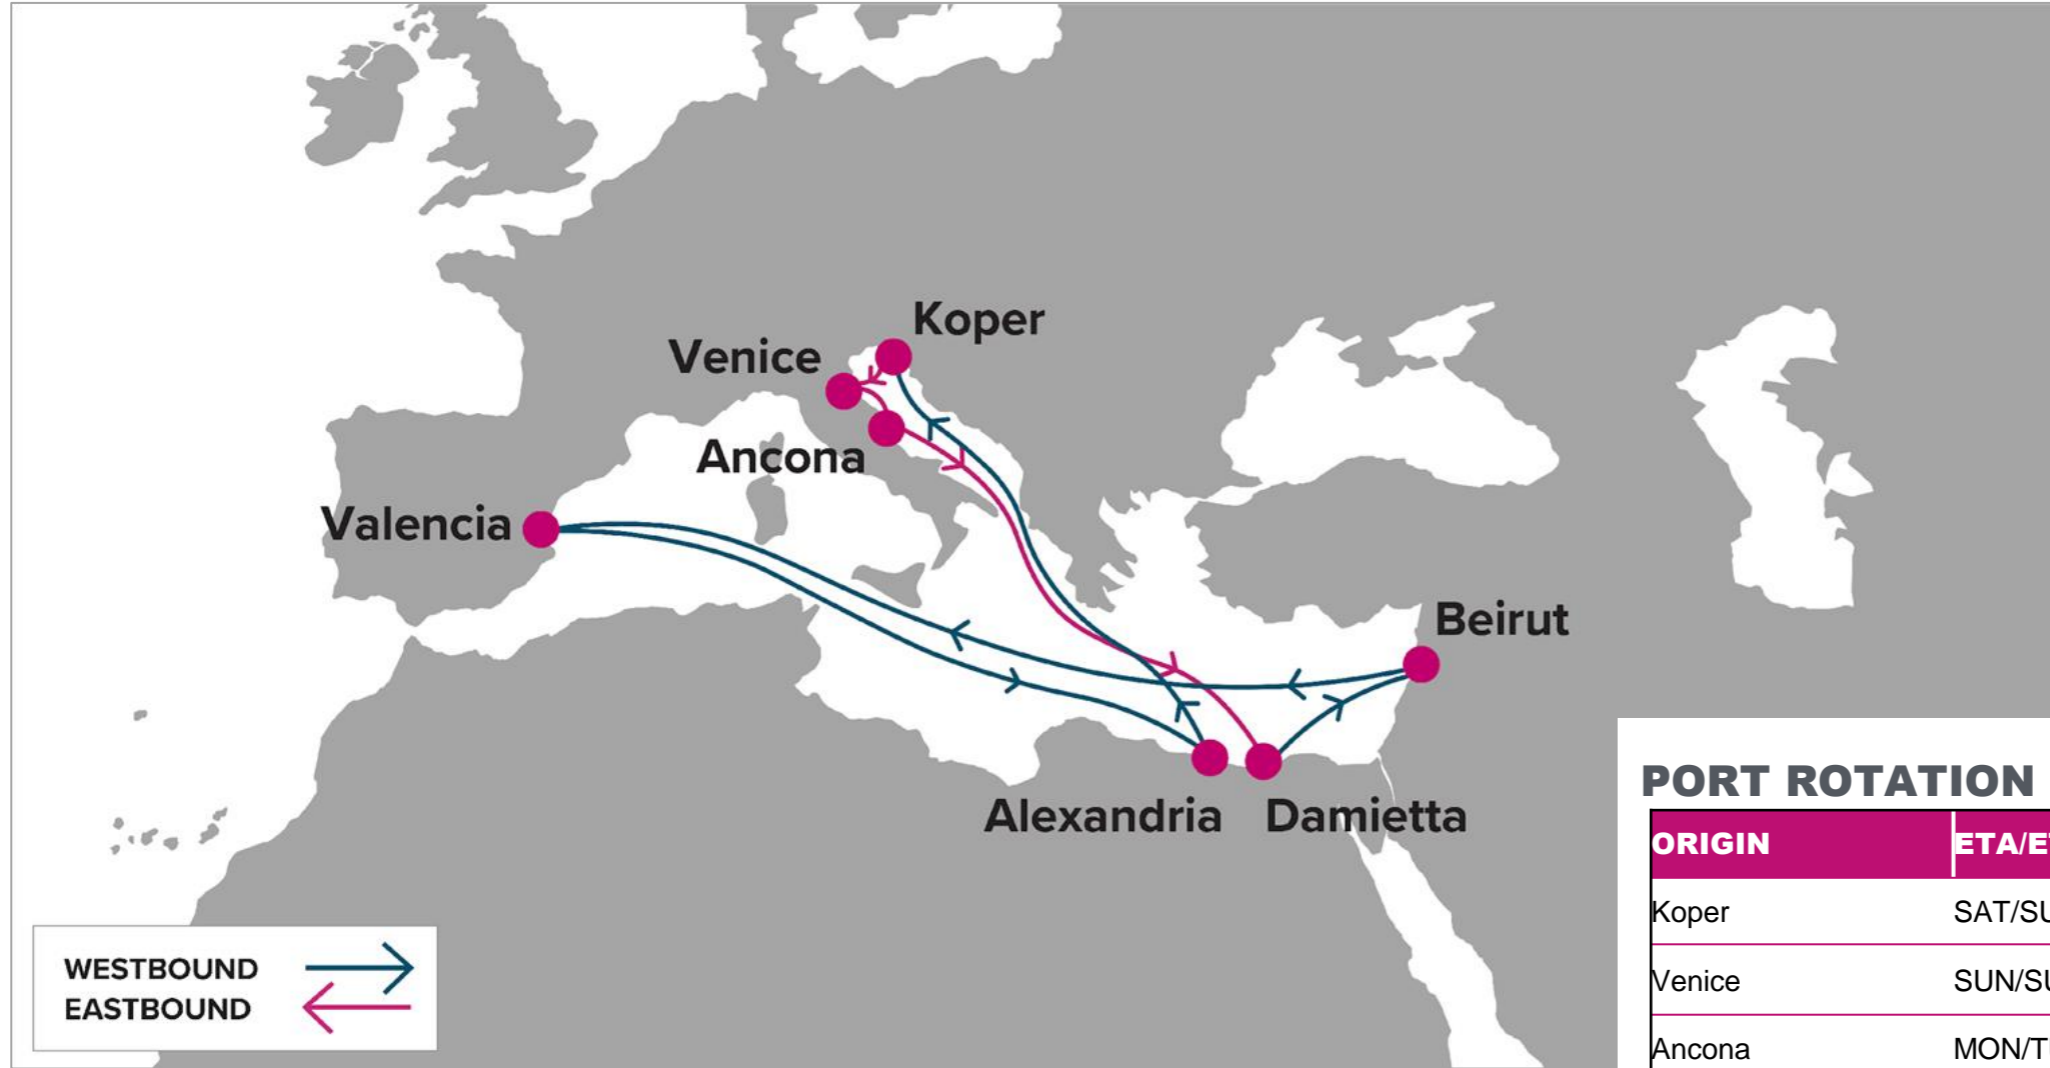 Koper
Venice
Ancona
Valencia
Beirut
Alexandria Damietta
WESTBOUND
EASTBOUND
PORT ROTATION
ORIGIN
Koper
Venice
Ancona